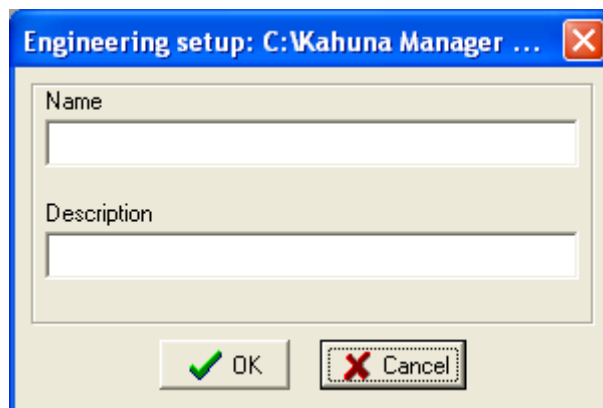 Engineering setup: C:\Kahuna Manager ...
Name
Description
OK
Cancel